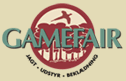 GAMEFAIR
JAGT • UDSTYR • BEKLÆDNING